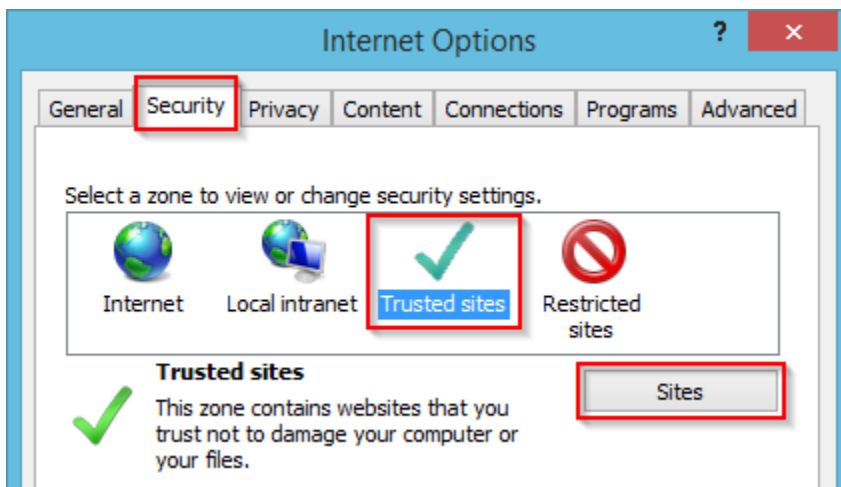 Internet Options
?
General Security Privacy Content Connections Programs Advanced
Select a zone to view or change security settings.
Internet Local intranet Trusted sites Restricted
sites
Trusted sites
Sites
This zone contains websites that you
trust not to damage your computer or
your files.